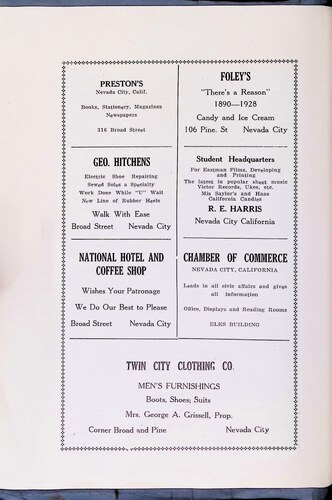 PRESTON'S
Nevada City, Calif.
Books, Stationery, Magazines
Newspapers
316 Broad Street
FOLEY'S
"There's a Reason"
1890—1928
Candy and Ice Cream
106 Pine. St Nevada City
GEO. HITCHENS
Electric Shoe Repairing
Sewed Soles a Specialty
Work Done While "U" Wait
New Line of Rubber Heels
Walk With Ease
Broad Street Nevada City
Student Headquarters
For Eastman Films, Developing
and Printing
The latest in popular sheet music
Victor Records, Ukes, etc.
Mis Saylor's and Haas
California Candies
R. E. HARRIS
Nevada City California
NATIONAL HOTEL AND
COFFEE SHOP
Wishes Your Patronage
We Do Our Best to Please
Broad Street Nevada City
CHAMBER OF COMMERCE
NEVADA CITY, CALIFORNIA
Leads in all civic affairs and gives
all information
Office, Displays and Reading Rooms
ELKS BUILDING
TWIN CITY CLOTHING CO.
MEN'S FURNISHINGS
Boots, Shoes; Suits
Mrs. George A. Grissell, Prop.
Corner Broad and Pine Nevada City